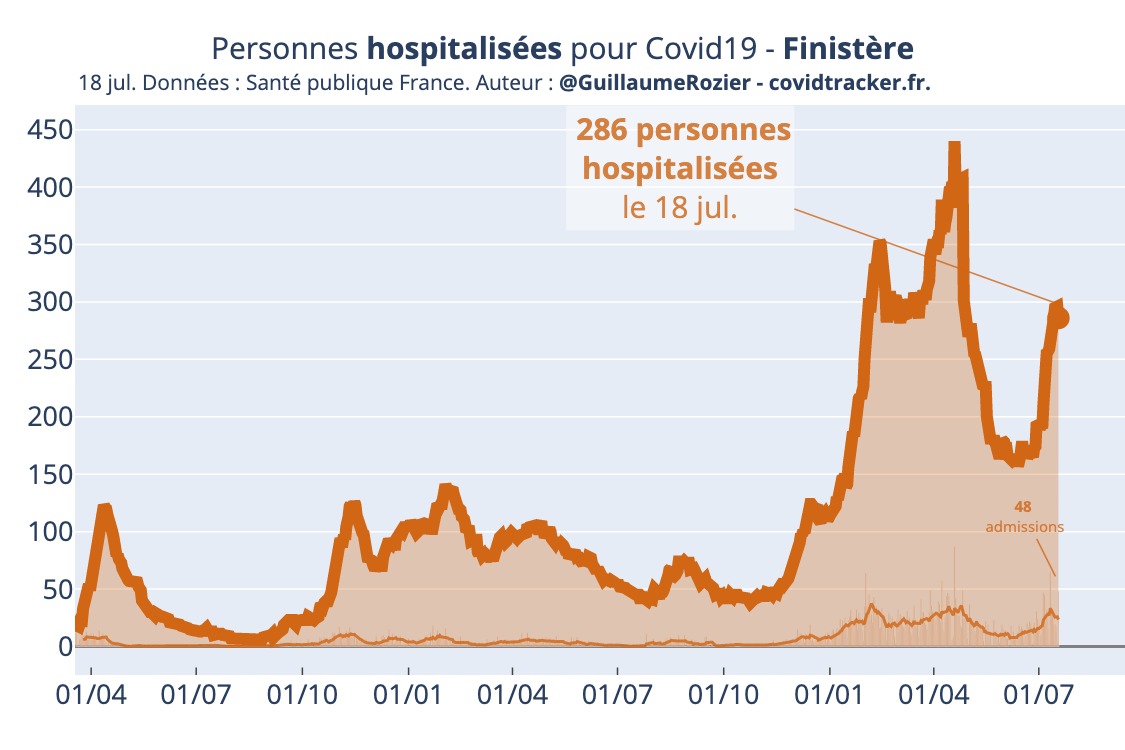 Personnes hospitalisées pour Covid19 - Finistère
18 jul. Données : Santé publique France. Auteur : @GuillaumeRozier - covidtracker.fr.
286 personnes
hospitalisées
le 18 jul.
450
400
350
300
250
200
150
100
50
0
48
admissions
01/04 01/07 01/10 01/01 01/04 01/07 01/10 01/01 01/04 01/07